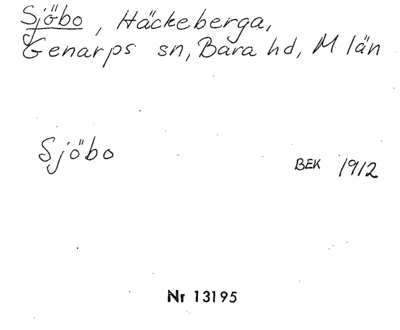 Sjöbo, Häckeberga,
Genarps sn, Bara hd, M län
Sjöbo BEK 1912
Nr 13195